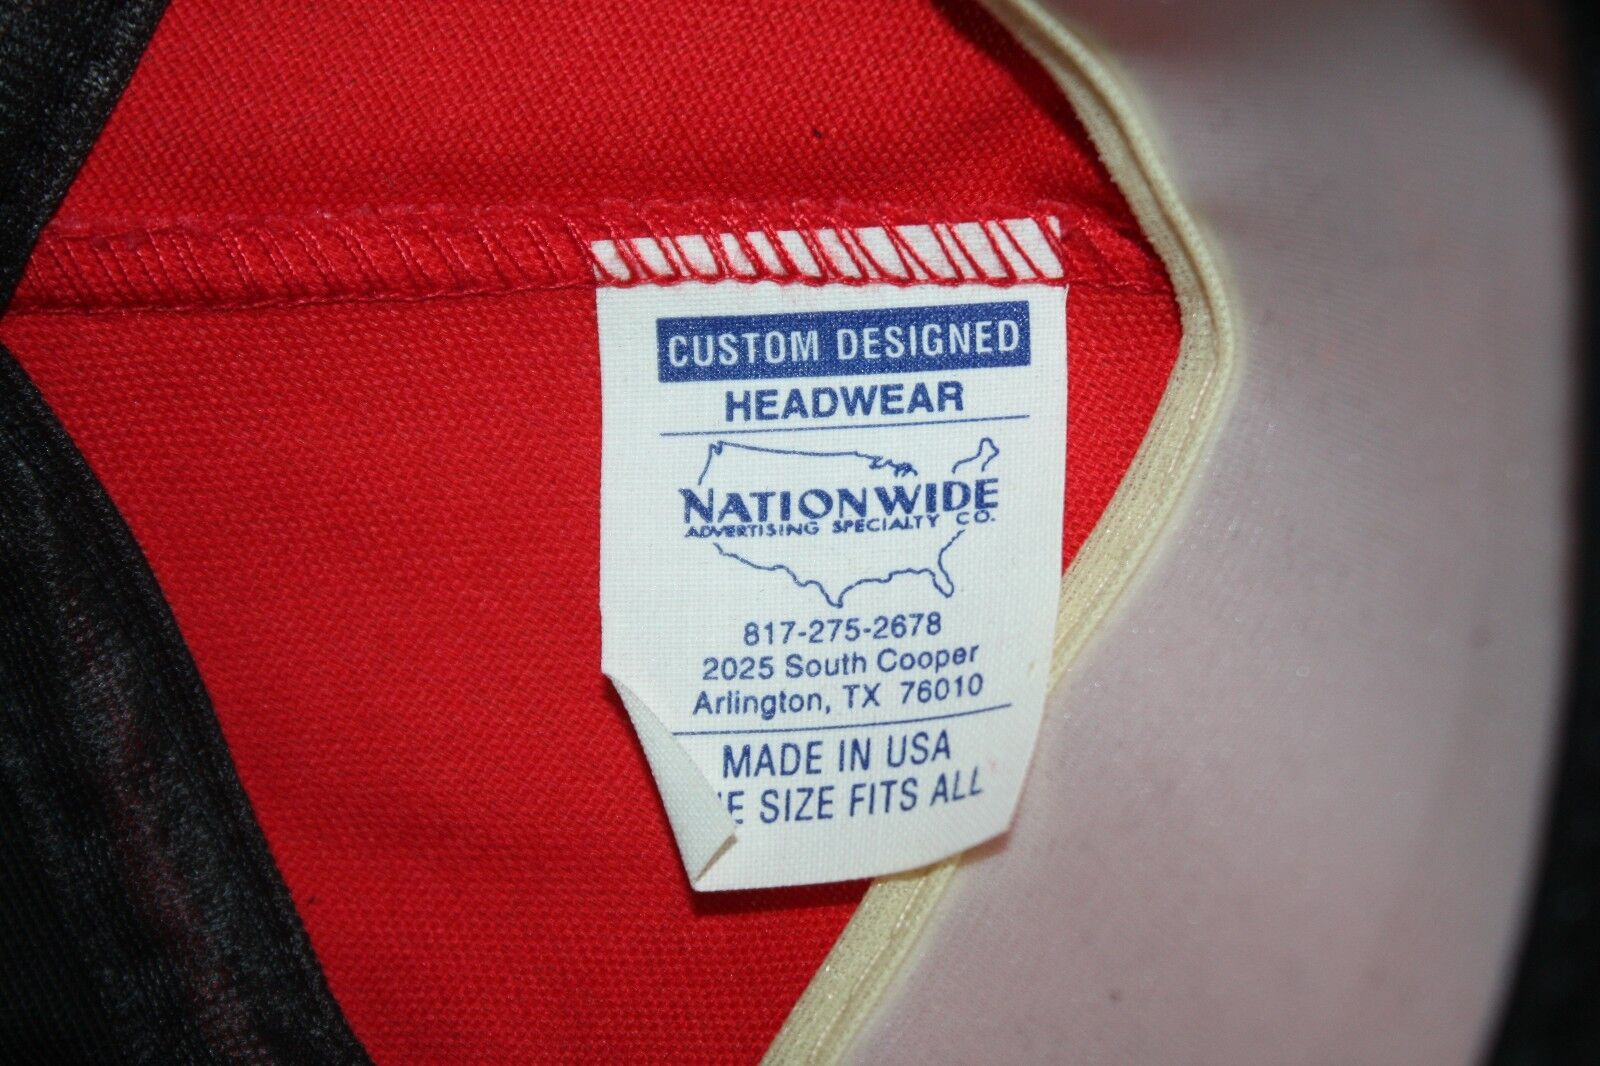 CUSTOM DESIGNED
HEADWEAR
NATIONWIDE
ADVERTISING SPECIALTY CO.
817-275-2678
2025 South Cooper
Arlington, TX 76010
MADE IN USA
SIZE FITS ALL